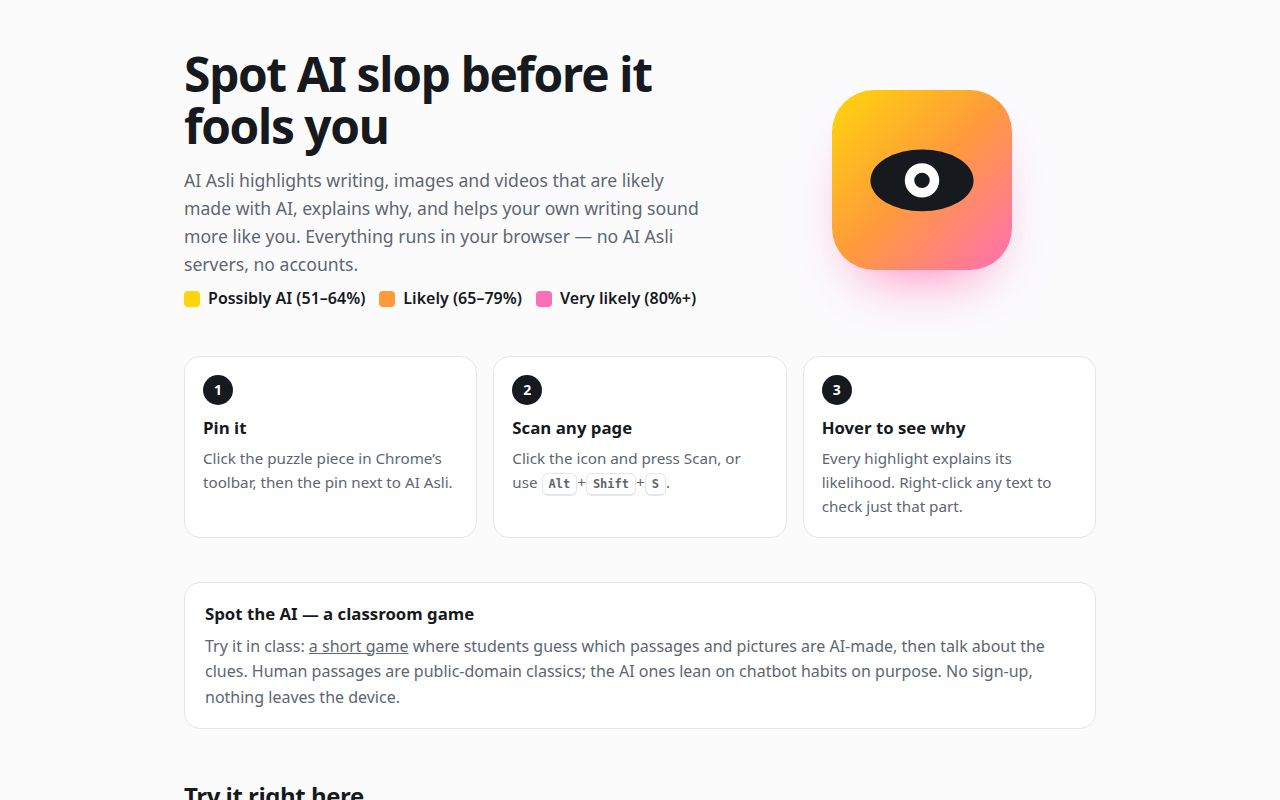 Spot AI slop before it
fools you
AI Asli highlights writing, images and videos that are likely
made with AI, explains why, and helps your own writing sound
more like you. Everything runs in your browser — no AI Asli
servers, no accounts.
Possibly AI (51–64%) Likely (65–79%) Very likely (80%+)
1
Pin it
Click the puzzle piece in Chrome’s
toolbar, then the pin next to AI Asli.
2
Scan any page
Click the icon and press Scan, or
use Alt+Shift+S.
3
Hover to see why
Every highlight explains its
likelihood. Right-click any text to
check just that part.
Spot the AI — a classroom game
Try it in class: a short game where students guess which passages and pictures are AI-made, then talk about the
clues. Human passages are public-domain classics; the AI ones lean on chatbot habits on purpose. No sign-up,
nothing leaves the device.
Try it right here